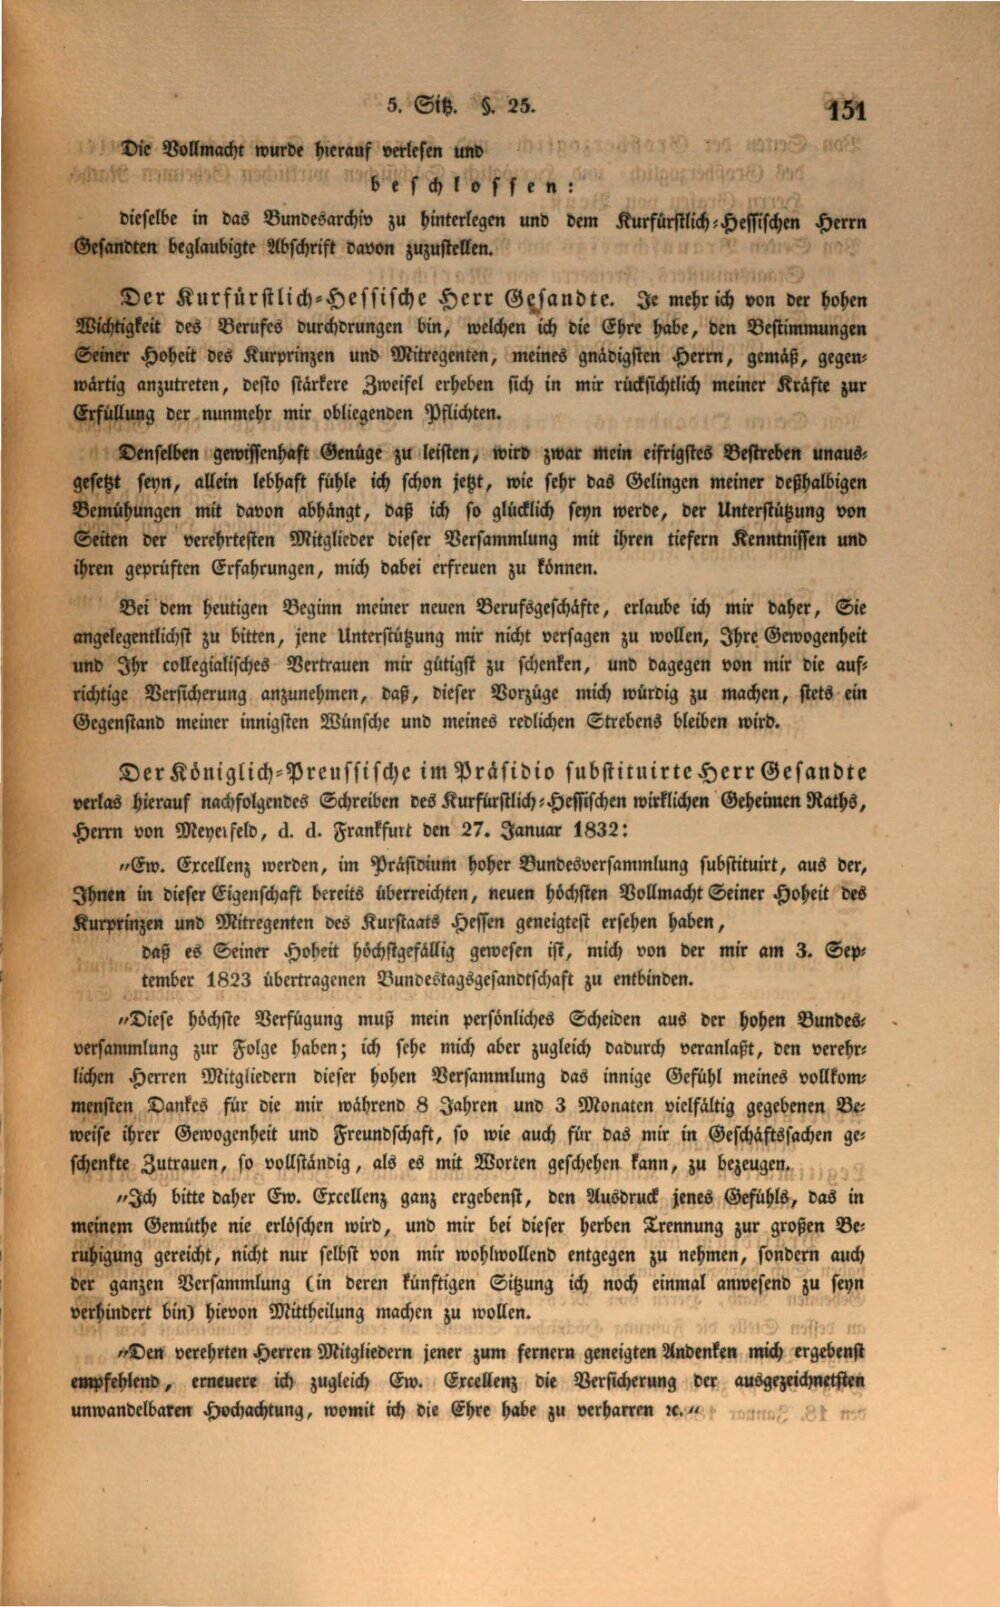 5. Sitz. §. 25.
151
Die Vollmacht wurde hierauf verlesen und
beschlossen:
dieselbe in das Bundesarchiv zu hinterlegen und dem Kurfürstlich-Hessischen Herrn
Gesandten beglaubigte Abschrift davon zuzustellen.
Der Kurfürstlich-Hessische Herr Gesandte. Je mehr ich von der hohen
Wichtigkeit des Berufes durchdrungen bin, welchen ich die Ehre habe, den Bestimmungen
Seiner Hoheit des Kurprinzen und Mitregenten, meines gnädigsten Herrn, gemäß, gegen-
wärtig anzutreten, desto stärkere Zweifel erheben sich in mir rücksichtlich meiner Kräfte zur
Erfüllung der nunmehr mir obliegenden Pflichten.
Denselben gewissenhaft Genüge zu leisten, wird zwar mein eifrigstes Bestreben unaus-
gesetzt seyn, allein lebhaft fühle ich schon jetzt, wie sehr das Gelingen meiner deßhalbigen
Bemühungen mit davon abhängt, daß ich so glücklich seyn werde, der Unterstützung von
Seiten der verehrtesten Mitglieder dieser Versammlung mit ihren tiefern Kenntnissen und
ihren geprüften Erfahrungen, mich dabei erfreuen zu können.
Bei dem heutigen Beginn meiner neuen Berufsgeschäfte, erlaube ich mir daher, Sie
angelegentlichst zu bitten, jene Unterstützung mir nicht versagen zu wollen, Ihre Gewogenheit
und Ihr collegialisches Vertrauen mir gütigst zu schenken, und dagegen von mir die auf-
richtige Versicherung anzunehmen, daß, dieser Vorzüge mich würdig zu machen, stets ein
Gegenstand meiner innigsten Wünsche und meines redlichen Strebens bleiben wird.
Der Königlich-Preussische im Präsidio substituirte Herr Gesandte
verlas hierauf nachfolgendes Schreiben des Kurfürstlich-Hessischen wirklichen Geheimen Raths,
Herrn von Meyerfeld, d. d. Frankfurt den 27. Januar 1832:
„Ew. Excellenz werden, im Präsidium hoher Bundesversammlung substituirt, aus der,
Ihnen in dieser Eigenschaft bereits überreichten, neuen höchsten Vollmacht Seiner Hoheit des
Kurprinzen und Mitregenten des Kurstaats Hessen geneigtest ersehen haben,
daß es Seiner Hoheit höchstgefällig gewesen ist, mich von der mir am 3. Sep-
tember 1823 übertragenen Bundestagsgesandtschaft zu entbinden.
„Diese höchste Verfügung muß mein persönliches Scheiden aus der hohen Bundes-
versammlung zur Folge haben; ich sehe mich aber zugleich dadurch veranlaßt, den verehr-
lichen Herren Mitgliedern dieser hohen Versammlung das innige Gefühl meines vollkom-
mensten Dankes für die mir während 8 Jahren und 3 Monaten vielfältig gegebenen Be-
weise ihrer Gewogenheit und Freundschaft, so wie auch für das mir in Geschäftssachen ge-
schenkte Zutrauen, so vollständig, als es mit Worten geschehen kann, zu bezeugen.
„Ich bitte daher Ew. Excellenz ganz ergebenst, den Ausdruck jenes Gefühls, das in
meinem Gemüthe nie erlöschen wird, und mir bei dieser herben Trennung zur großen Be-
ruhigung gereicht, nicht nur selbst von mir wohlwollend entgegen zu nehmen, sondern auch
der ganzen Versammlung (in deren künftigen Sitzung ich noch einmal anwesend zu seyn
verhindert bin) hievon Mittheilung machen zu wollen.
„Den verehrten Herren Mitgliedern jener zum fernern geneigten Andenken mich ergebenst
empfehlend, erneuere ich zugleich Ew. Excellenz die Versicherung der ausgezeichnetsten
unwandelbaren Hochachtung, womit ich die Ehre habe zu verharren ꝛc.“